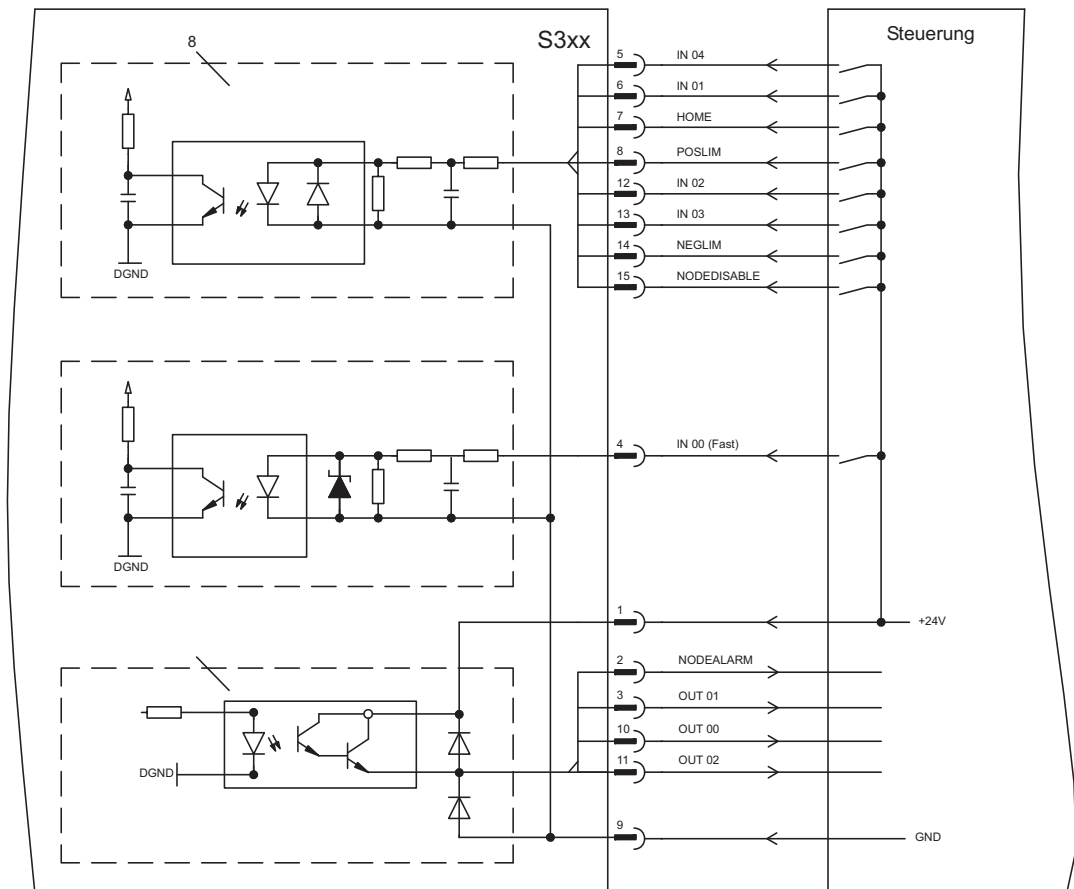 8
S3xx
Steuerung
5 IN 04
6 IN 01
7 HOME
8 POSLIM
12 IN 02
13 IN 03
14 NEGLIM
15 NODEDISABLE
DGND
4 IN 00 (Fast)
DGND
1 +24V
2 NODEALARM
3 OUT 01
10 OUT 00
11 OUT 02
DGND
9 GND